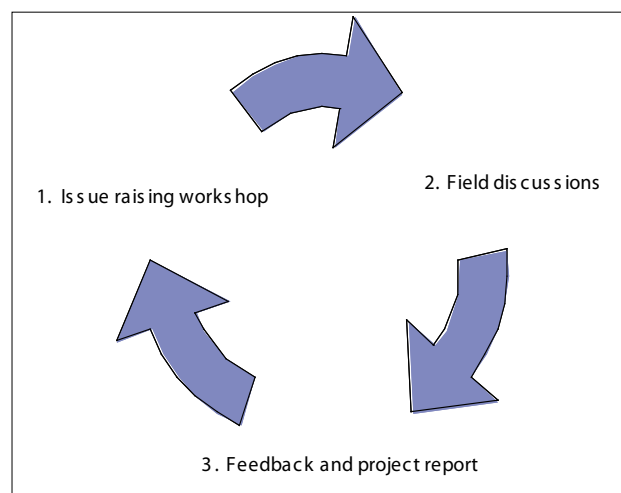 1. Issue raising workshop
2. Field discussions
3. Feedback and project report